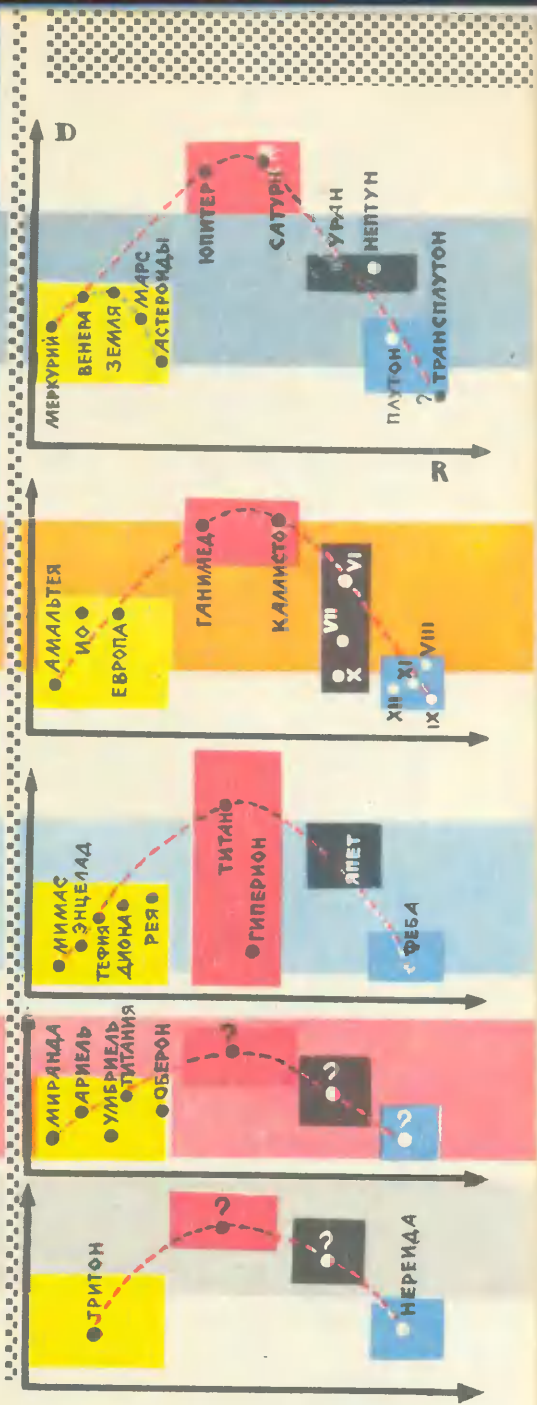 D
МЕРКУРИЙ
ВЕНЕРА
ЗЕМЛЯ
МАРС
АСТЕРОИДЫ
ЮПИТЕР
САТУРН
УРАН
НЕПТУН
ПЛУТОН
?
ТРАНСПЛУТОН
R
АМАЛЬТЕЯ
ИО
ЕВРОПА
ГАНИМЕД
КАЛЛИСТО
X
VII
VI
XII
XI
VIII
IX
МИМАС
ЭНЦЕЛАД
ТЕФИЯ
ДИОНА
РЕЯ
ТИТАН
ГИПЕРИОН
ЯПЕТ
ФЕБА
МИРАНДА
АРИЕЛЬ
УМБРИЕЛЬ
ТИТАНИЯ
ОБЕРОН
?
?
?
ТРИТОН
?
?
НЕРЕИДА